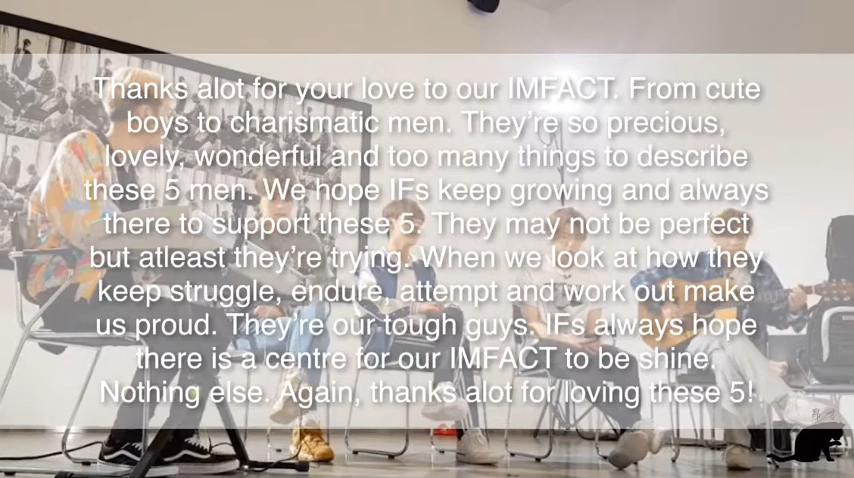 Thanks alot for your love to our IMFACT. From cute
boys to charismatic men. They're so precious,
lovely, wonderful and too many things to describe
these 5 men. We hope IFs keep growing and always
there to support these 5. They may not be perfect
but atleast they're trying. When we look at how they
keep struggle, endure, attempt and work out make
us proud. They're our tough guys. IFs always hope
there is a centre for our IMFACT to be shine.
Nothing else. Again, thanks alot for loving these 5!